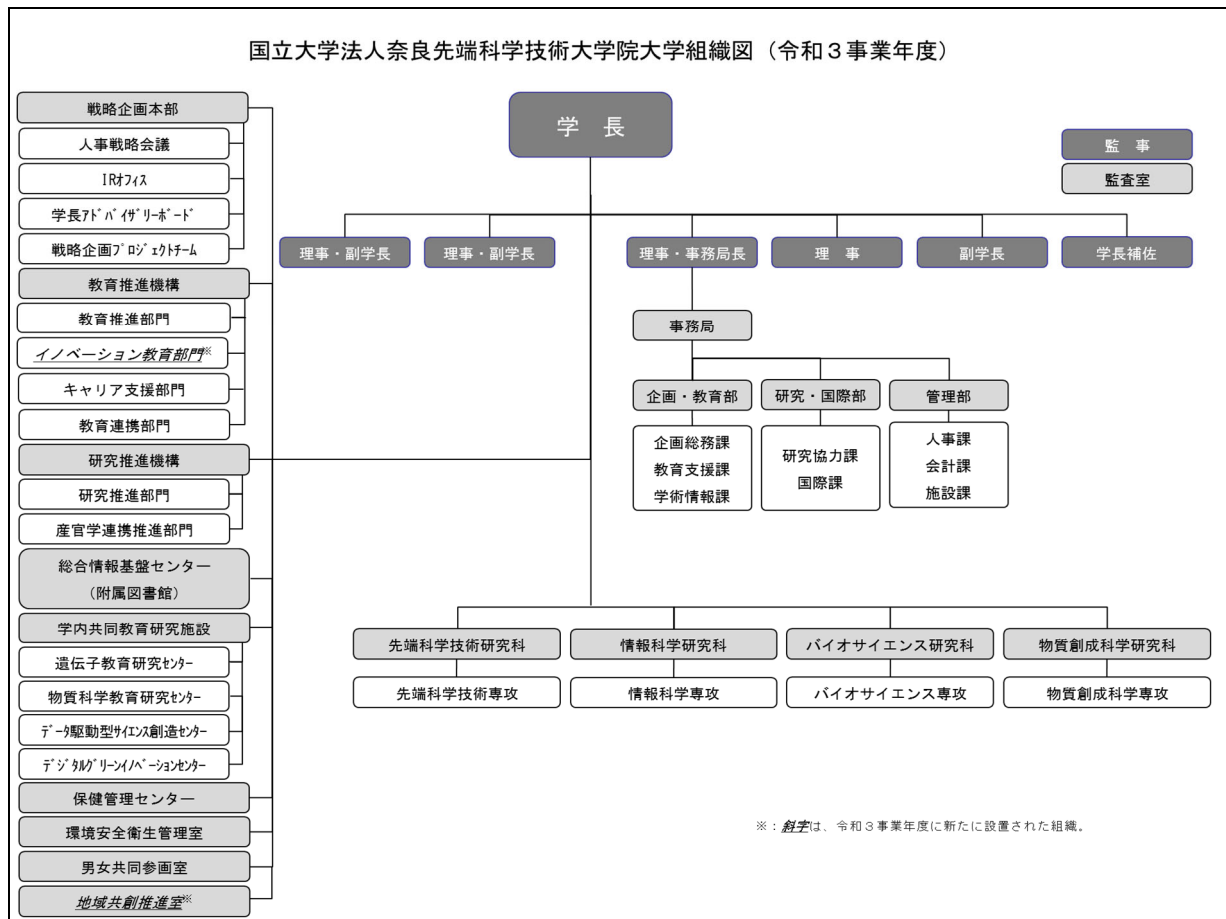 国立大学法人奈良先端科学技術大学院大学組織図（令和３事業年度）
戦略企画本部
人事戦略会議
IRｵﾌｨｽ
学長ｱﾄﾞﾊﾞｲｻﾞﾘｰﾎﾞｰﾄﾞ
戦略企画ﾌﾟﾛｼﾞｪｸﾄﾁｰﾑ
教育推進機構
教育推進部門
イノベーション教育部門※
キャリア支援部門
教育連携部門
研究推進機構
研究推進部門
産官学連携推進部門
総合情報基盤センター
（附属図書館）
学内共同教育研究施設
遺伝子教育研究ｾﾝﾀｰ
物質科学教育研究ｾﾝﾀｰ
ﾃﾞｰﾀ駆動型ｻｲｴﾝｽ創造ｾﾝﾀｰ
ﾃﾞｼﾞﾀﾙｸﾞﾘｰﾝｲﾉﾍﾞｰｼｮﾝｾﾝﾀｰ
保健管理センター
環境安全衛生管理室
男女共同参画室
地域共創推進室※
学　長
監　事
監査室
理事・副学長
理事・副学長
理事・事務局長
理　事
副学長
学長補佐
事務局
企画・教育部
研究・国際部
管理部
企画総務課
教育支援課
学術情報課
研究協力課
国際課
人事課
会計課
施設課
先端科学技術研究科
情報科学研究科
バイオサイエンス研究科
物質創成科学研究科
先端科学技術専攻
情報科学専攻
バイオサイエンス専攻
物質創成科学専攻
※：斜字は、令和３事業年度に新たに設置された組織。